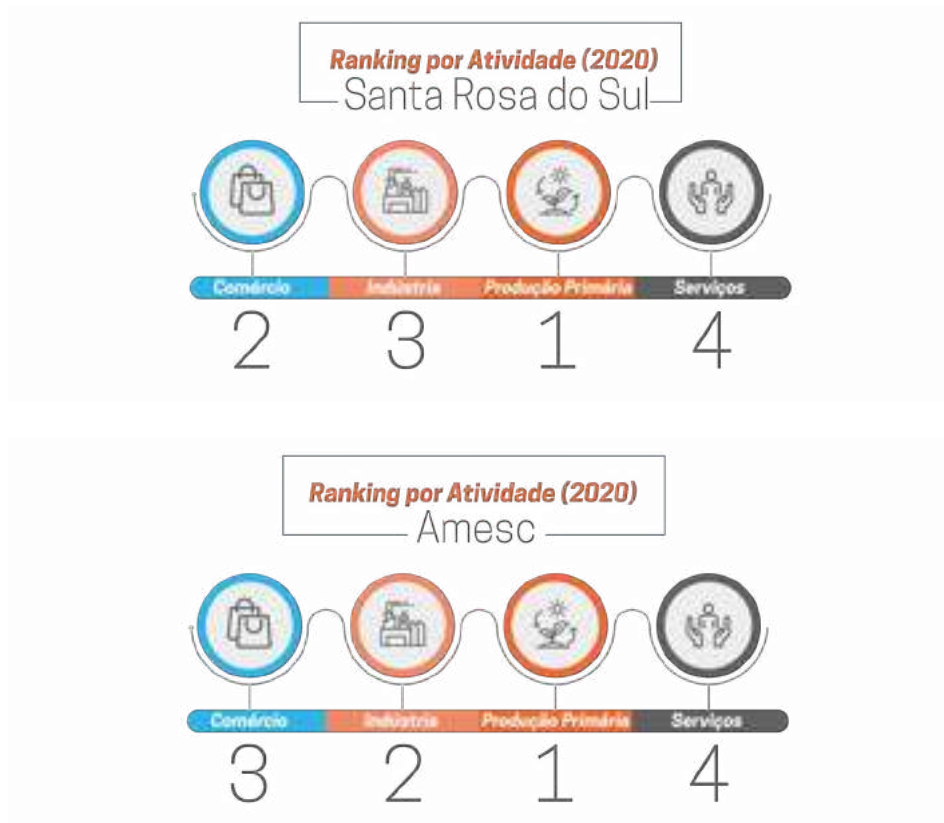 Ranking por Atividade (2020)
Santa Rosa do Sul
Comércio Indústria Produção Primária Serviços
2 3 1 4
Ranking por Atividade (2020)
Amesc
Comércio Indústria Produção Primária Serviços
3 2 1 4